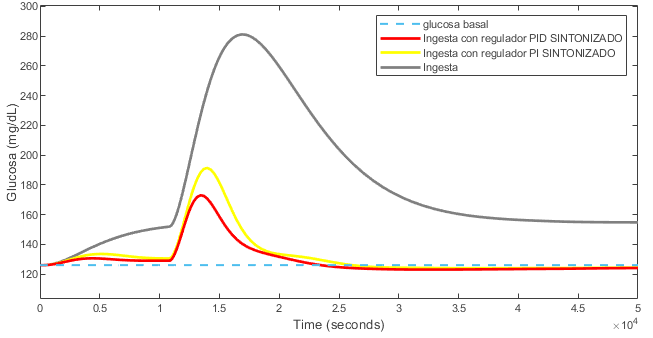 300
280
260
240
220
200
180
160
140
120
Glucosa (mg/dL)
glucosa basal
Ingesta con regulador PID SINTONIZADO
Ingesta con regulador PI SINTONIZADO
Ingesta
0 0.5 1 1.5 2 2.5 3 3.5 4 4.5 5
Time (seconds)
×10⁴